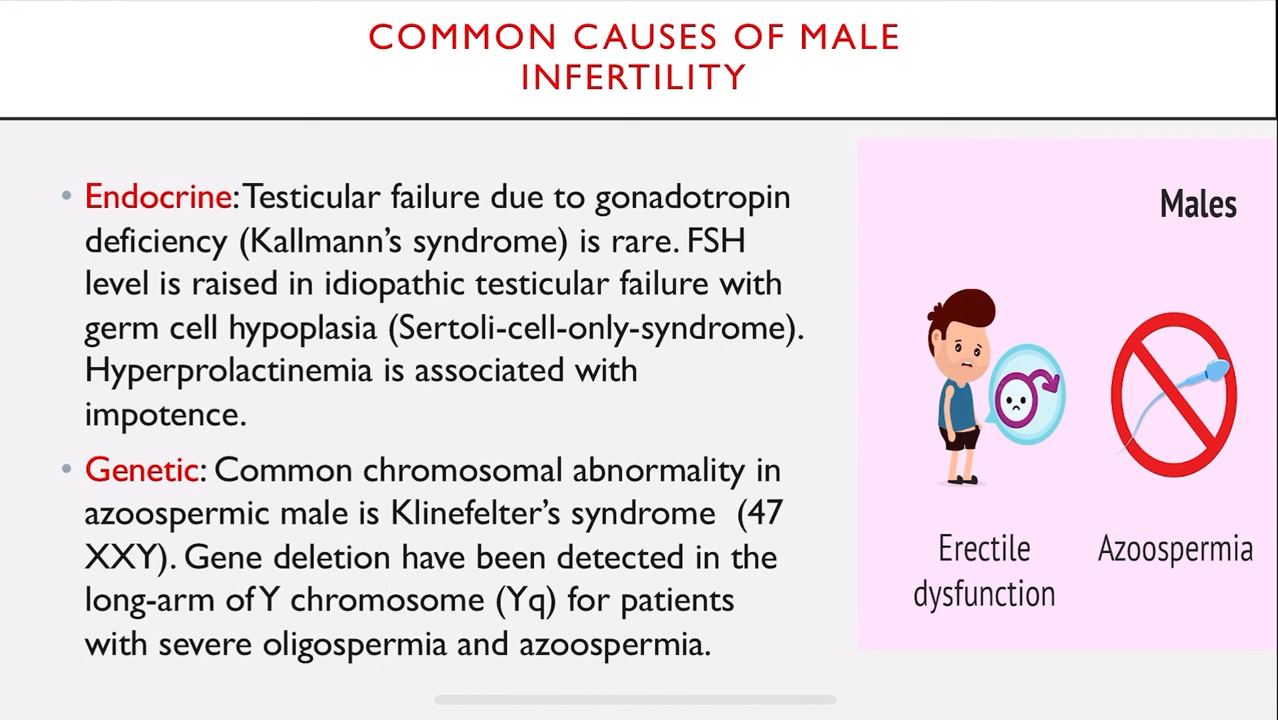 COMMON CAUSES OF MALE
INFERTILITY
• Endocrine: Testicular failure due to gonadotropin
deficiency (Kallmann's syndrome) is rare. FSH
level is raised in idiopathic testicular failure with
germ cell hypoplasia (Sertoli-cell-only-syndrome).
Hyperprolactinemia is associated with
impotence.
• Genetic: Common chromosomal abnormality in
azoospermic male is Klinefelter's syndrome (47
XXY). Gene deletion have been detected in the
long-arm of Y chromosome (Yq) for patients
with severe oligospermia and azoospermia.
Males
Erectile
dysfunction
Azoospermia